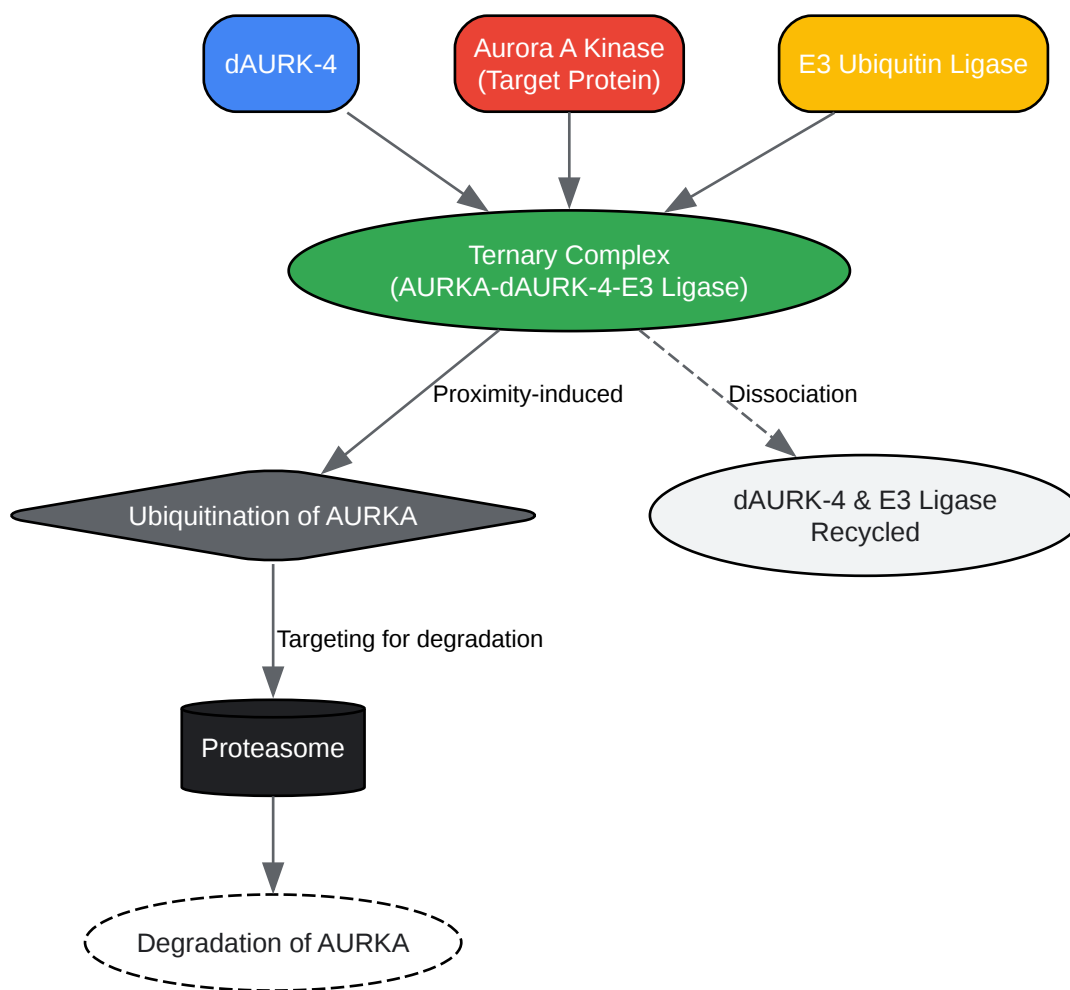 dAURK-4
Aurora A Kinase
(Target Protein)
E3 Ubiquitin Ligase
Ternary Complex
(AURKA-dAURK-4-E3 Ligase)
Proximity-induced
Dissociation
Ubiquitination of AURKA
dAURK-4 & E3 Ligase
Recycled
Targeting for degradation
Proteasome
Degradation of AURKA